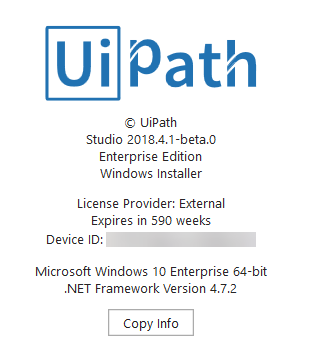 UiPath
© UiPath
Studio 2018.4.1-beta.0
Enterprise Edition
Windows Installer
License Provider: External
Expires in 590 weeks
Device ID:
Microsoft Windows 10 Enterprise 64-bit
.NET Framework Version 4.7.2
Copy Info